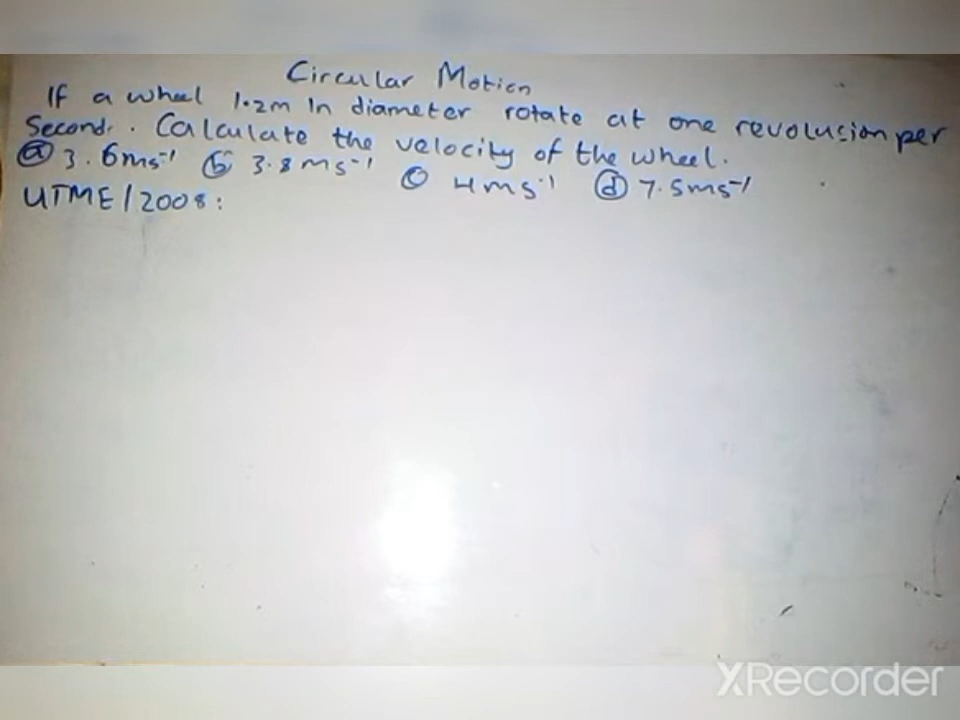 Circular Motion
If a wheel 1.2m in diameter rotate at one revolusion per
Second. Calculate the velocity of the wheel.
(a) 3.6ms⁻¹ (b) 3.8ms⁻¹ (c) 4ms⁻¹ (d) 7.5ms⁻¹
UTME/2008:
XRecorder